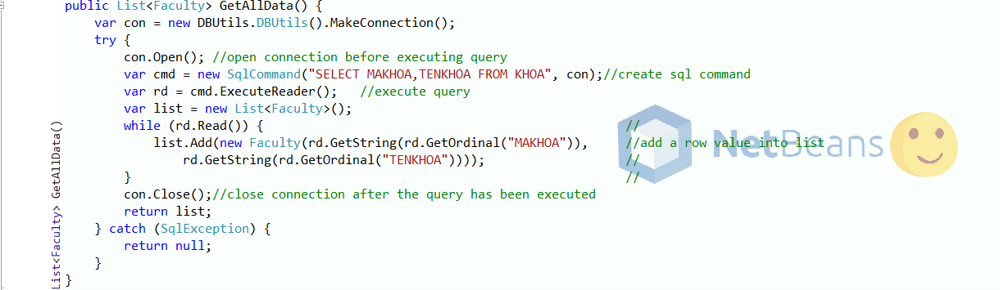 public List<Faculty> GetAllData() {
var con = new DBUtils.DBUtils().MakeConnection();
try {
con.Open(); //open connection before executing query
var cmd = new SqlCommand("SELECT MAKHOA,TENKHOA FROM KHOA", con);//create sql command
var rd = cmd.ExecuteReader(); //execute query
var list = new List<Faculty>();
while (rd.Read()) { //
list.Add(new Faculty(rd.GetString(rd.GetOrdinal("MAKHOA")), //add a row value into list
rd.GetString(rd.GetOrdinal("TENKHOA")))); //
} //
con.Close();//close connection after the query has been executed
return list;
} catch (SqlException) {
return null;
}
}
List<Faculty> GetAllData()
NetBeans